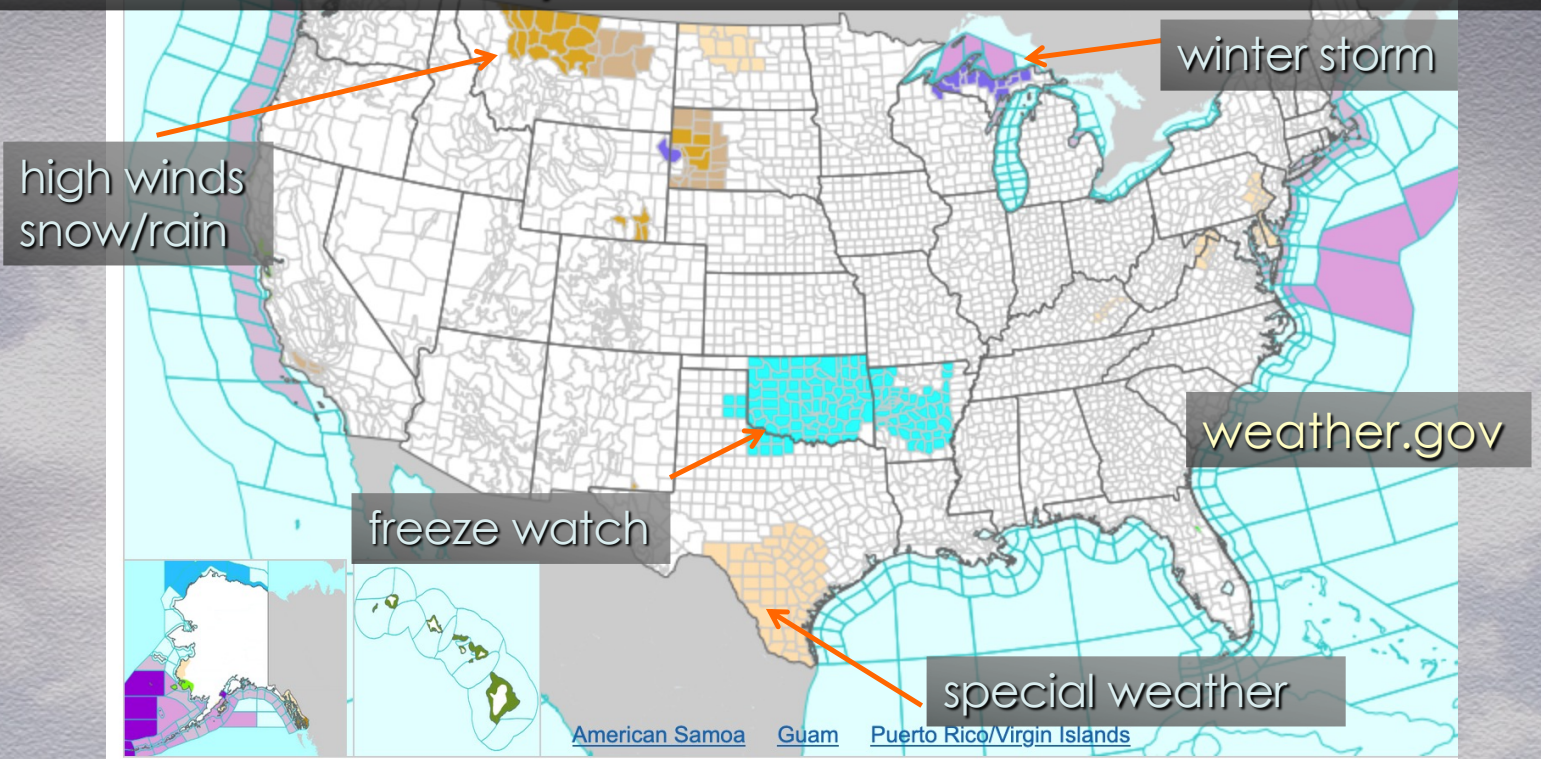 winter storm
high winds
snow/rain
weather.gov
freeze watch
special weather
American Samoa Guam Puerto Rico/Virgin Islands